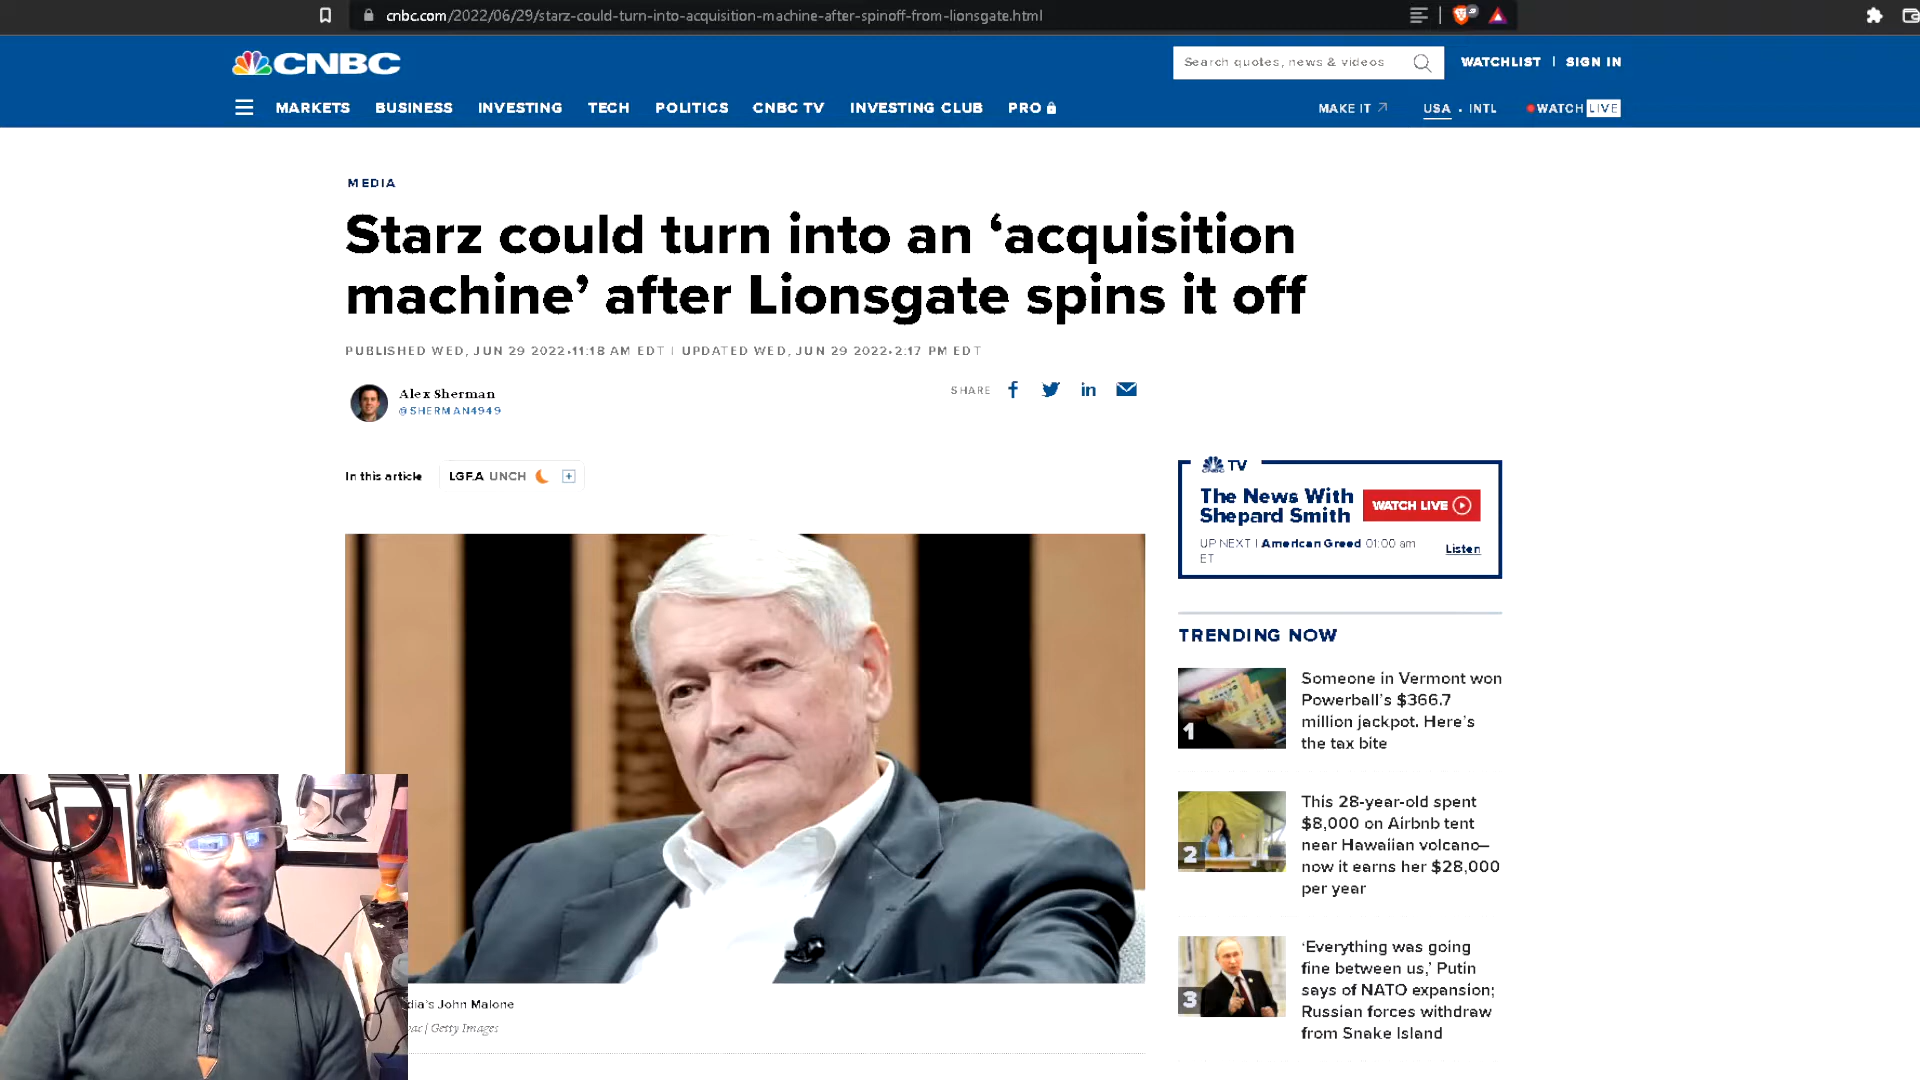 cnbc.com/2022/06/29/starz-could-turn-into-acquisition-machine-after-spinoff-from-lionsgate.html
CNBC
Search quotes, news & videos
WATCHLIST | SIGN IN
MARKETS BUSINESS INVESTING TECH POLITICS CNBC TV INVESTING CLUB PRO
MAKE IT USA • INTL WATCH LIVE
MEDIA
Starz could turn into an ‘acquisition
machine’ after Lionsgate spins it off
PUBLISHED WED, JUN 29 2022•11:18 AM EDT | UPDATED WED, JUN 29 2022•2:17 PM EDT
Alex Sherman
@SHERMAN4949
SHARE
In this article LGF.A UNCH
TV
The News With
Shepard Smith
WATCH LIVE
UP NEXT | American Greed 01:00 am
ET
Listen
TRENDING NOW
1
Someone in Vermont won
Powerball’s $366.7
million jackpot. Here’s
the tax bite
2
This 28-year-old spent
$8,000 on Airbnb tent
near Hawaiian volcano—
now it earns her $28,000
per year
3
‘Everything was going
fine between us,’ Putin
says of NATO expansion;
Russian forces withdraw
from Snake Island
dia’s John Malone
| Getty Images